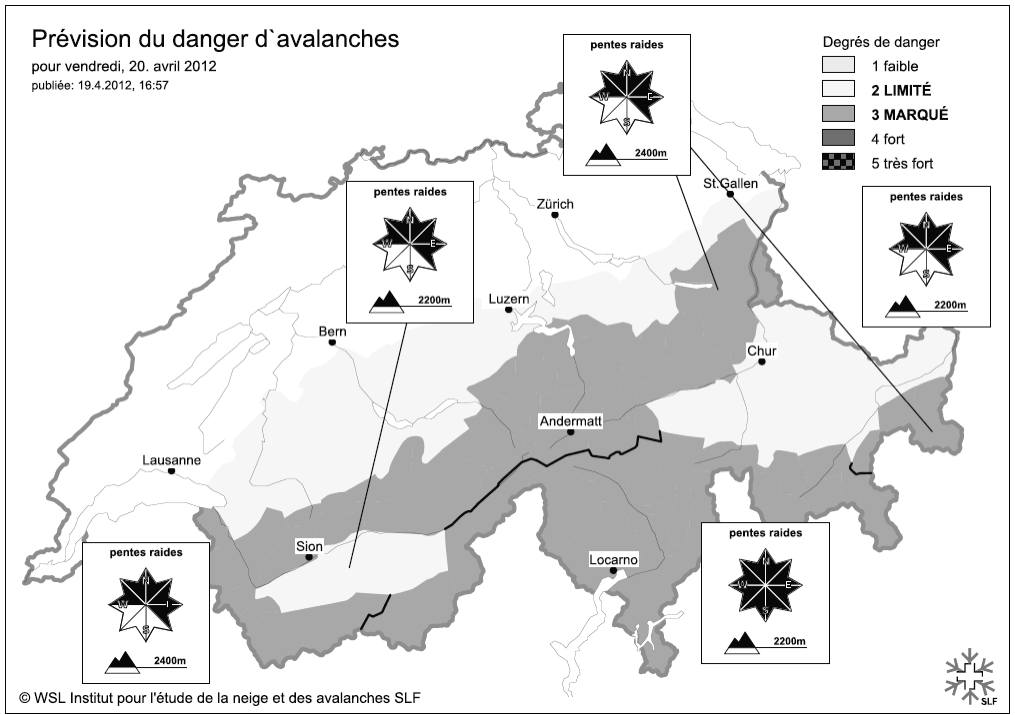 Prévision du danger d`avalanches
pour vendredi, 20. avril 2012
publiée: 19.4.2012, 16:57
Degrés de danger
1 faible
2 LIMITÉ
3 MARQUÉ
4 fort
5 très fort
pentes raides
N
W E
S
2400m
pentes raides
N
W E
S
2200m
pentes raides
N
W E
S
2200m
St.Gallen
Zürich
Luzern
Bern
Chur
Andermatt
Lausanne
Sion
Locarno
pentes raides
N
W E
S
2200m
pentes raides
N
W
S
2400m
© WSL Institut pour l'étude de la neige et des avalanches SLF
SLF